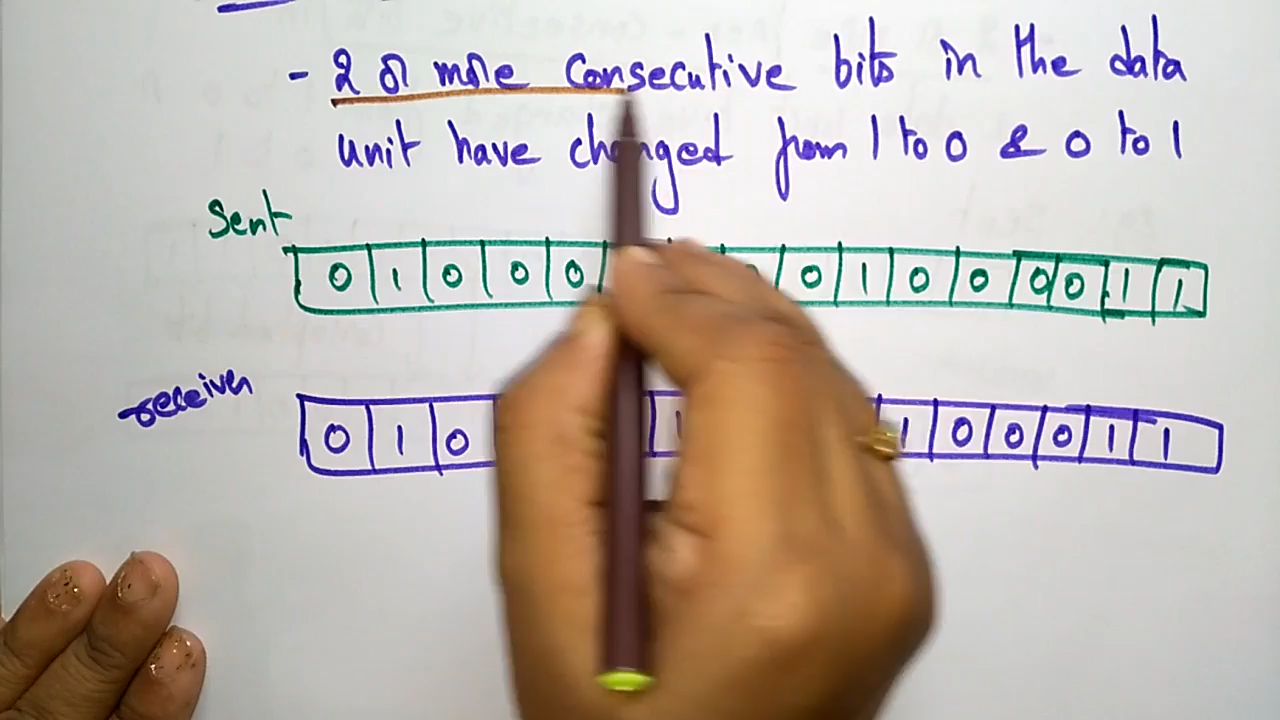 - 2 or more consecutive bits in the data
unit have changed from 1 to 0 & 0 to 1
Sent
0 1 0 0 0 0 1 0 0 0 0 1 1
receiver
0 1 0 1 1 0 0 0 1 1